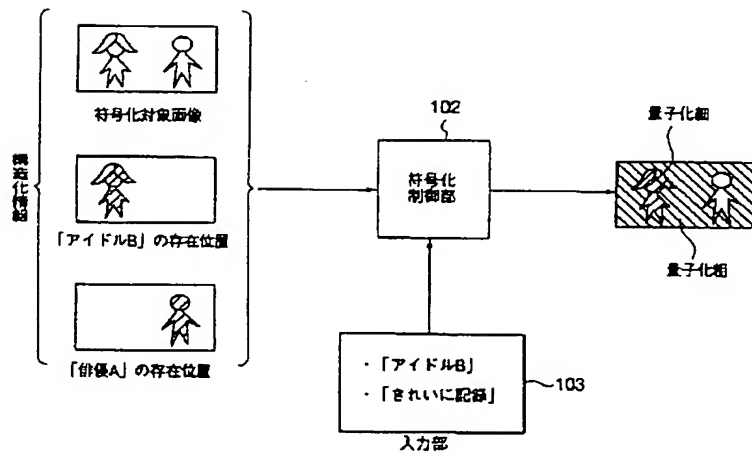 構造化情報
符号化対象画像
「アイドルB」の存在位置
「俳優A」の存在位置
102
符号化
制御部
・「アイドルB」
・「きれいに記録」
103
入力部
量子化細
量子化粗